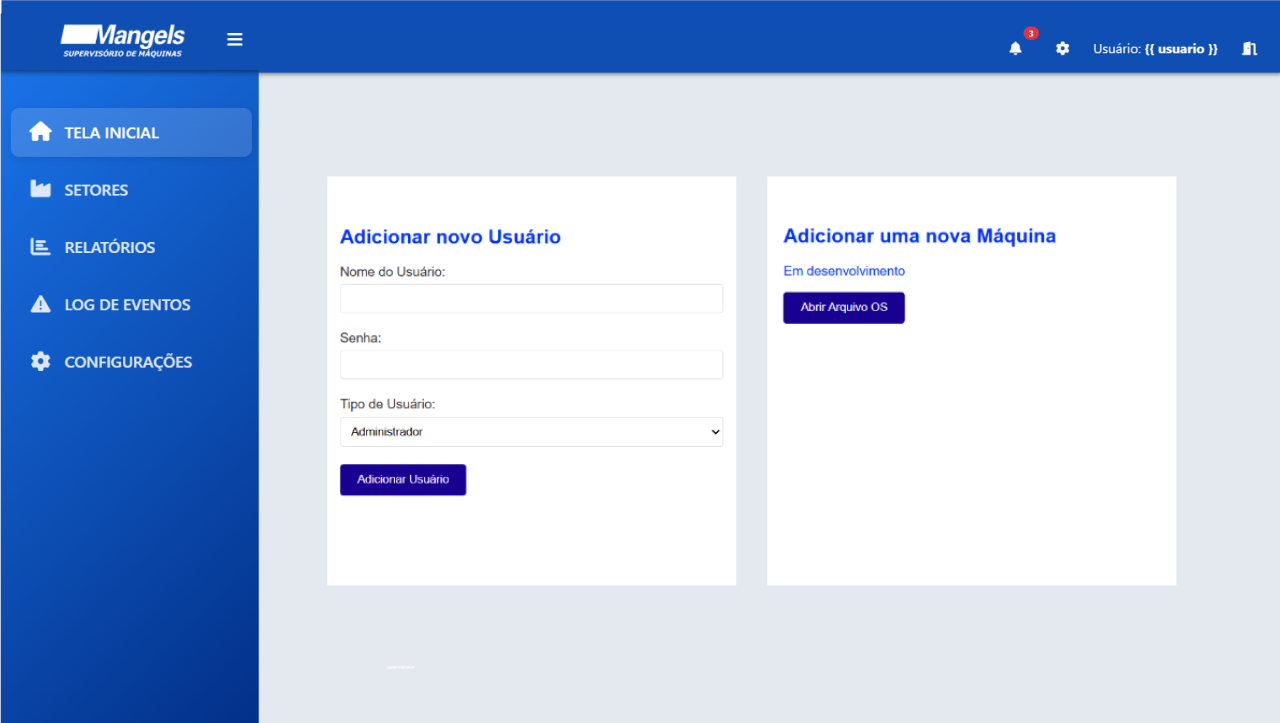 Mangels
SUPERVISÓRIO DE MÁQUINAS
3
Usuário: {{ usuario }}
TELA INICIAL
SETORES
RELATÓRIOS
LOG DE EVENTOS
CONFIGURAÇÕES
Adicionar novo Usuário
Nome do Usuário:
Senha:
Tipo de Usuário:
Administrador
Adicionar Usuário
Adicionar uma nova Máquina
Em desenvolvimento
Abrir Arquivo OS